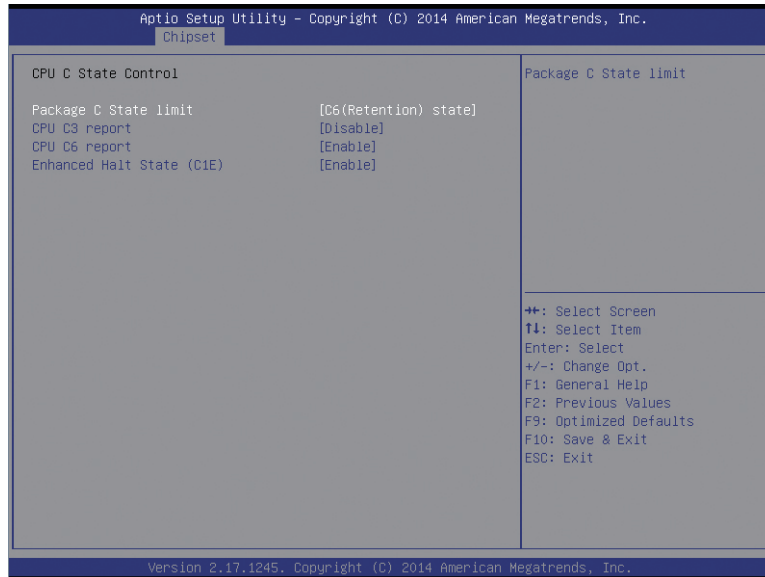 Aptio Setup Utility – Copyright (C) 2014 American Megatrends, Inc.
Chipset
CPU C State Control
Package C State limit [C6(Retention) state]
CPU C3 report [Disable]
CPU C6 report [Enable]
Enhanced Halt State (C1E) [Enable]
Package C State limit
→←: Select Screen
↑↓: Select Item
Enter: Select
+/-: Change Opt.
F1: General Help
F2: Previous Values
F9: Optimized Defaults
F10: Save & Exit
ESC: Exit
Version 2.17.1245. Copyright (C) 2014 American Megatrends, Inc.